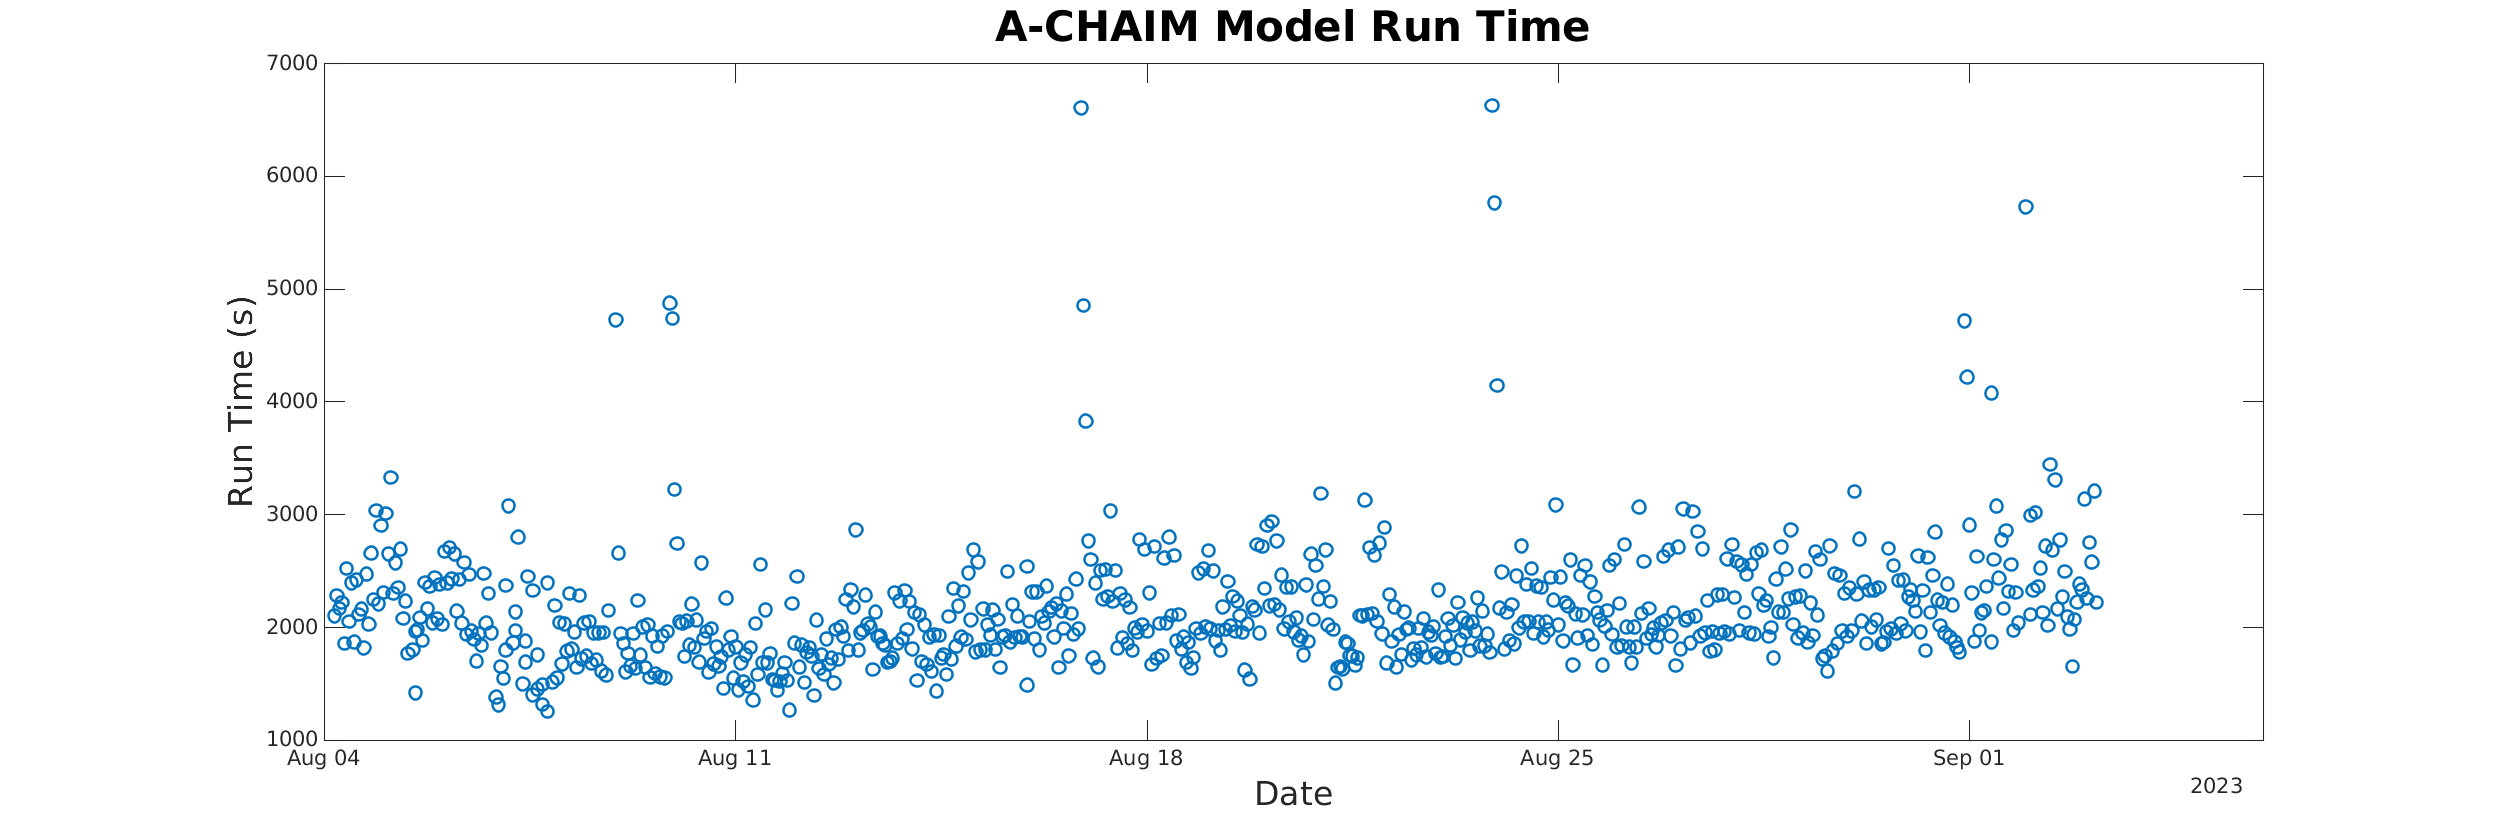 A-CHAIM Model Run Time
7000
6000
5000
4000
3000
2000
1000
Run Time (s)
Aug 04 Aug 11 Aug 18 Aug 25 Sep 01
2023
Date